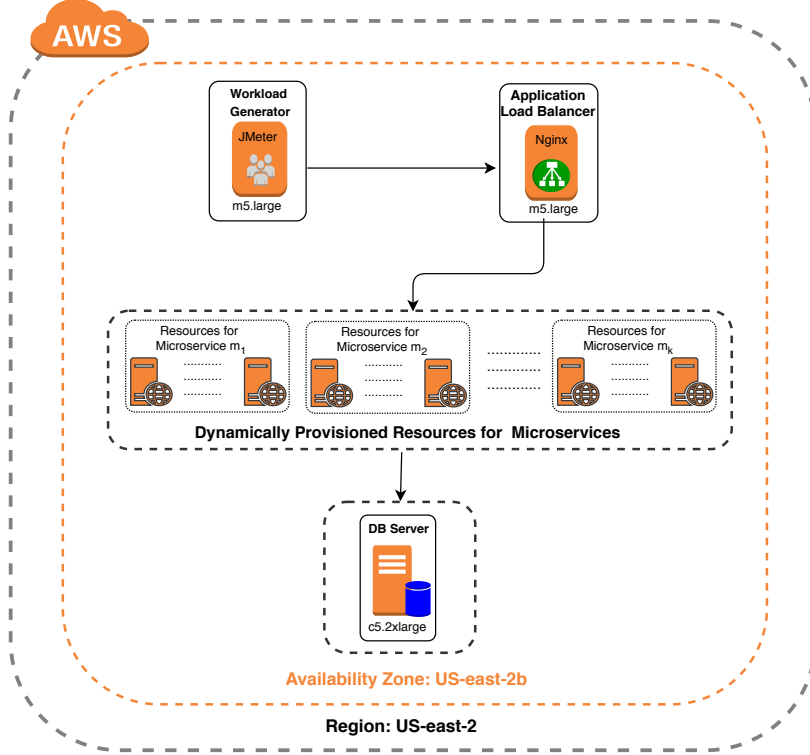 AWS
Workload
Generator
JMeter
m5.large
Application
Load Balancer
Nginx
m5.large
Resources for
Microservice m1
Resources for
Microservice m2
Resources for
Microservice mk
Dynamically Provisioned Resources for Microservices
DB Server
c5.2xlarge
Availability Zone: US-east-2b
Region: US-east-2